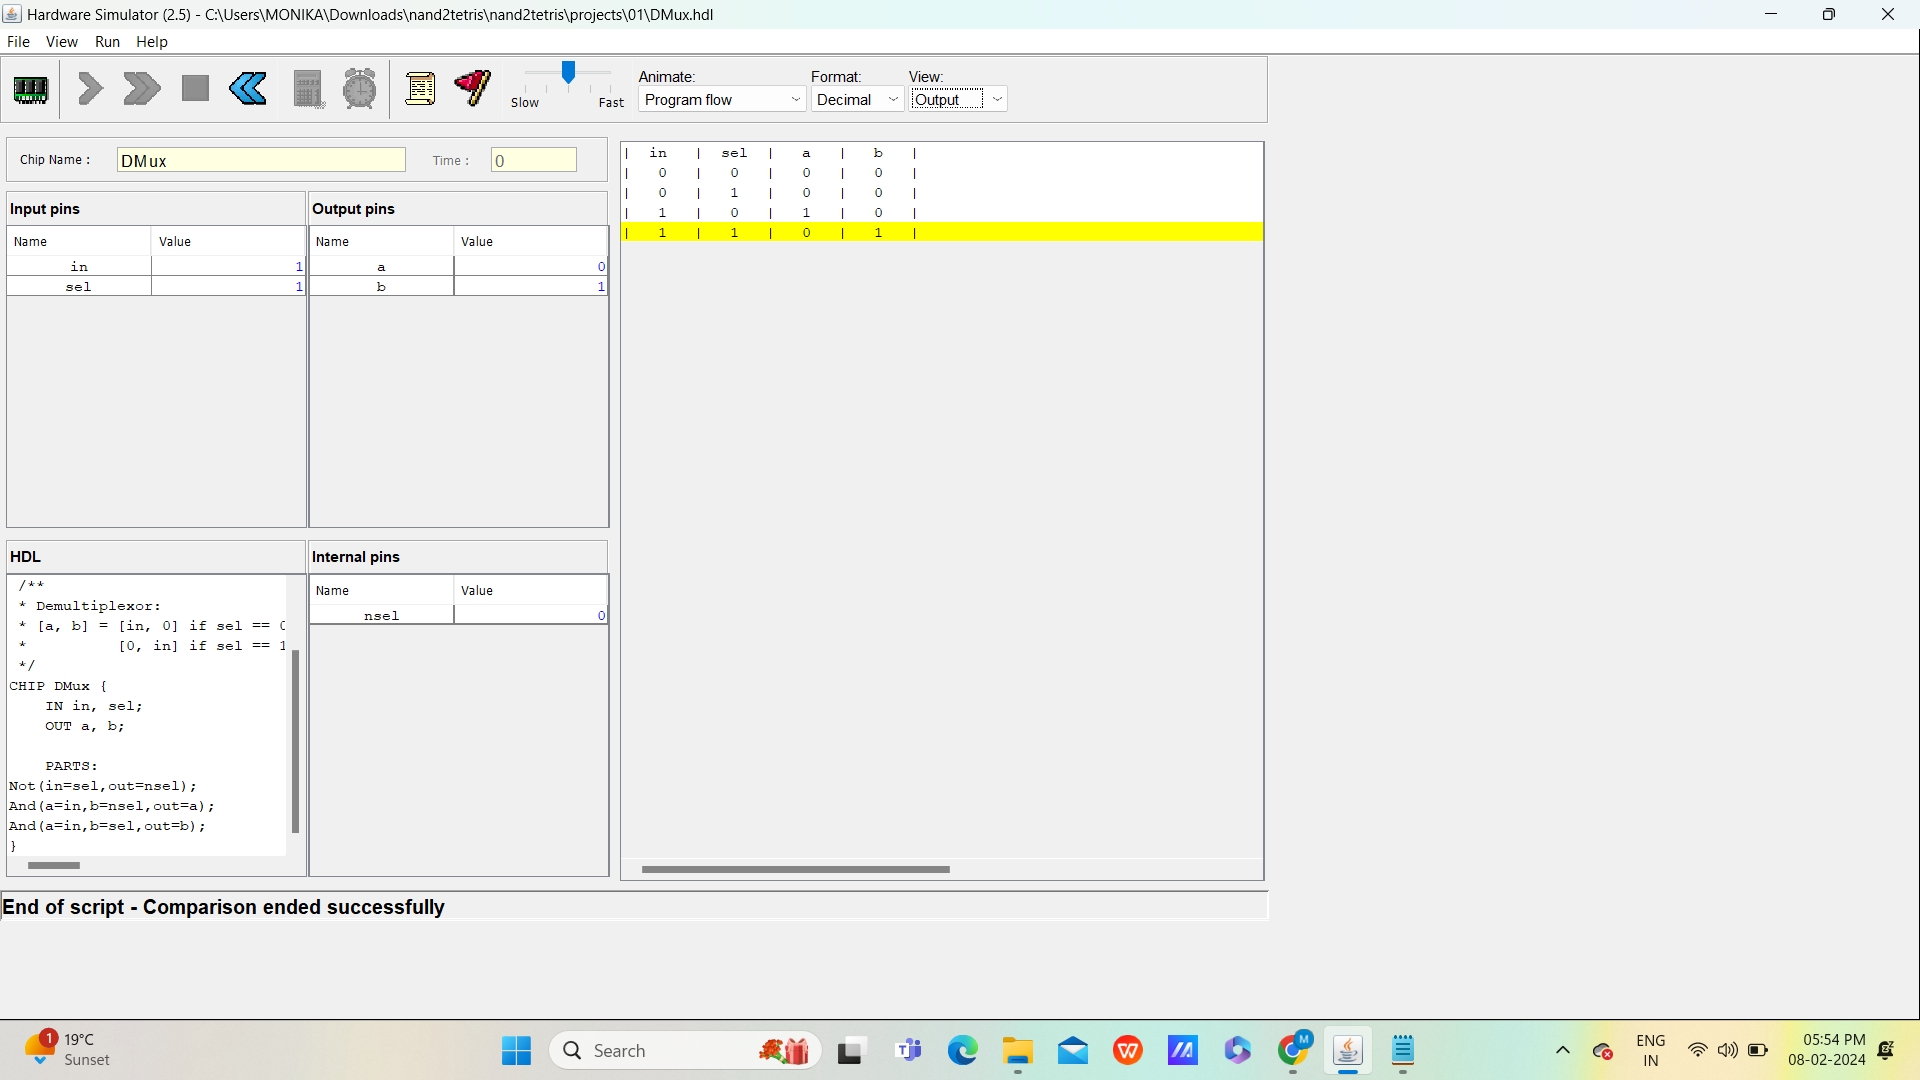 Hardware Simulator (2.5) - C:\Users\MONIKA\Downloads\nand2tetris\nand2tetris\projects\01\DMux.hdl
File View Run Help
Slow Fast
Animate: Format: View:
Program flow Decimal Output
Chip Name : DMux Time : 0
Input pins
Name Value
in 1
sel 1
Output pins
Name Value
a 0
b 1
HDL
/**
* Demultiplexor:
* [a, b] = [in, 0] if sel == 0
* [0, in] if sel == 1
*/
CHIP DMux {
IN in, sel;
OUT a, b;
PARTS:
Not(in=sel,out=nsel);
And(a=in,b=nsel,out=a);
And(a=in,b=sel,out=b);
}
Internal pins
Name Value
nsel 0
| in | sel | a | b |
| 0 | 0 | 0 | 0 |
| 0 | 1 | 0 | 0 |
| 1 | 0 | 1 | 0 |
| 1 | 1 | 0 | 1 |
End of script - Comparison ended successfully
1
19°C
Sunset
Search
M
ENG
IN
05:54 PM
08-02-2024